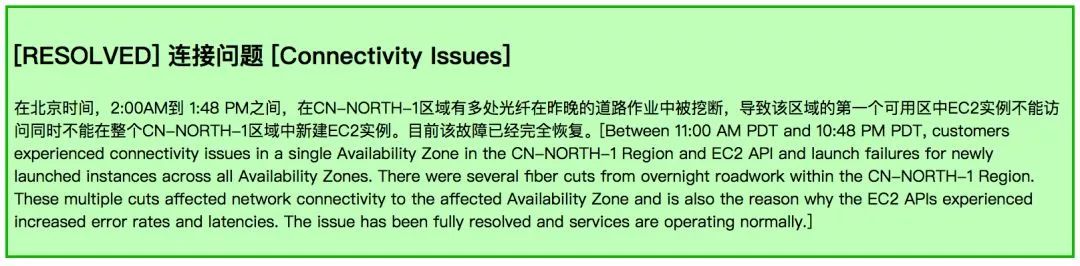 [RESOLVED] 连接问题 [Connectivity Issues]
在北京时间，2:00AM到 1:48 PM之间，在CN-NORTH-1区域有多处光纤在昨晚的道路作业中被挖断，导致该区域的第一个可用区中EC2实例不能访
问同时不能在整个CN-NORTH-1区域中新建EC2实例。目前该故障已经完全恢复。[Between 11:00 AM PDT and 10:48 PM PDT, customers
experienced connectivity issues in a single Availability Zone in the CN-NORTH-1 Region and EC2 API and launch failures for newly
launched instances across all Availability Zones. There were several fiber cuts from overnight roadwork within the CN-NORTH-1 Region.
These multiple cuts affected network connectivity to the affected Availability Zone and is also the reason why the EC2 APIs experienced
increased error rates and latencies. The issue has been fully resolved and services are operating normally.]